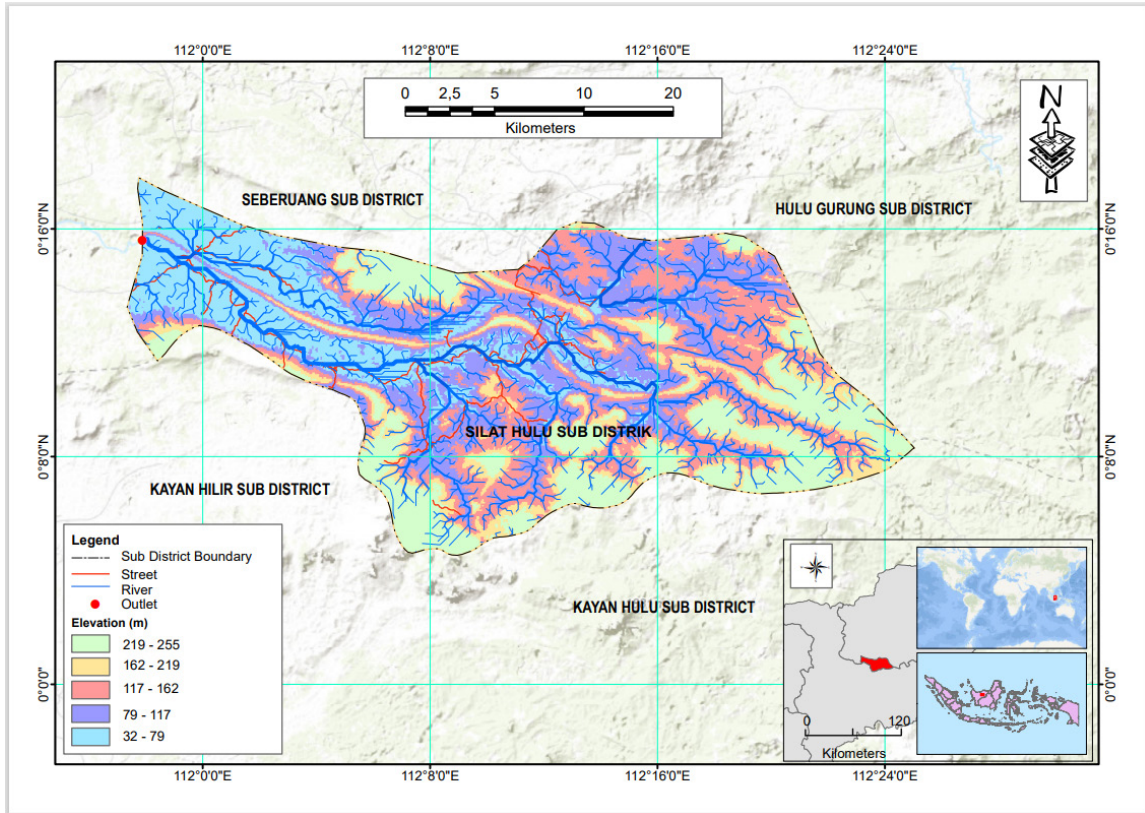 112°0'0"E 112°8'0"E 112°16'0"E 112°24'0"E
0 2,5 5 10 20
Kilometers
N
SEBERUANG SUB DISTRICT
HULU GURUNG SUB DISTRICT
0°16'0"N 0°16'0"N
SILAT HULU SUB DISTRIK
0°8'0"N 0°8'0"N
KAYAN HILIR SUB DISTRICT
KAYAN HULU SUB DISTRICT
Legend
Sub District Boundary
Street
River
Outlet
Elevation (m)
219 - 255
162 - 219
117 - 162
79 - 117
32 - 79
0 120
Kilometers
0°0'0" 0°0'0"
112°0'0"E 112°8'0"E 112°16'0"E 112°24'0"E